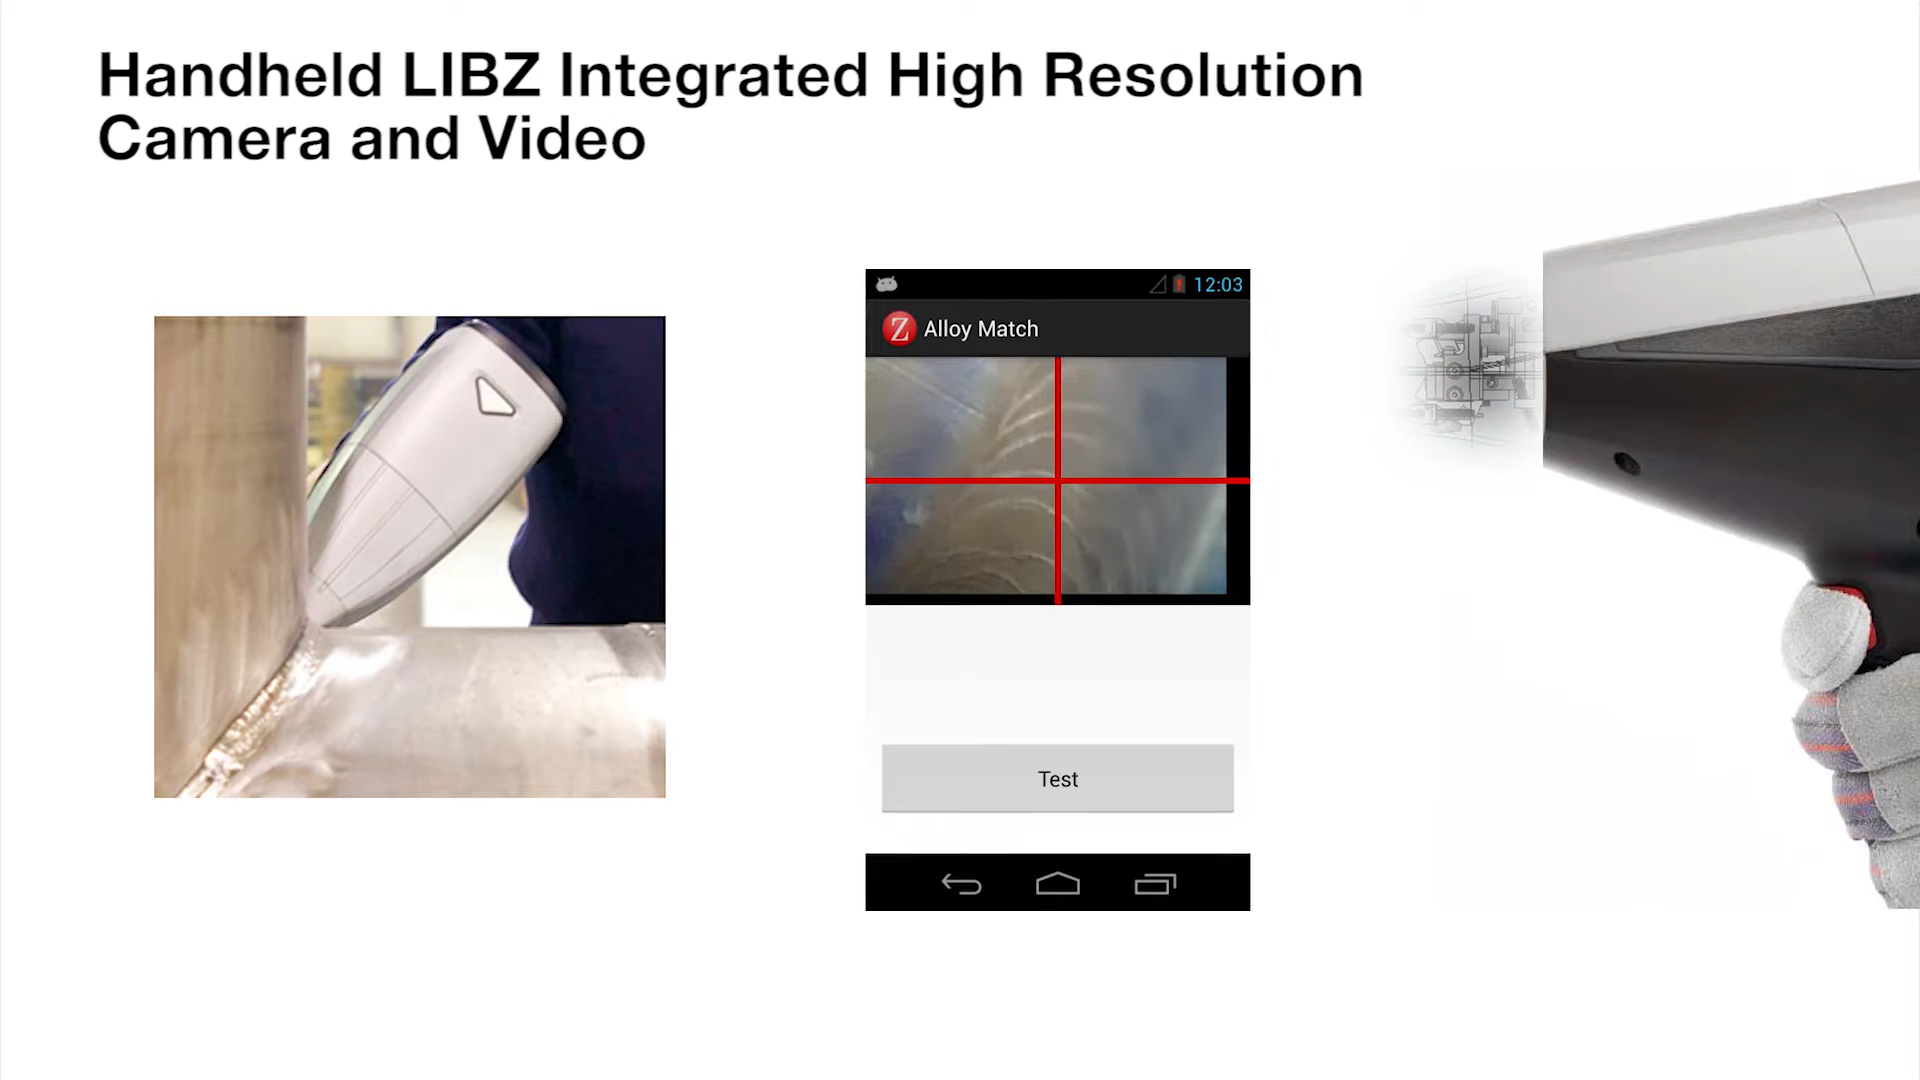 Handheld LIBZ Integrated High Resolution
Camera and Video
12:03
Z Alloy Match
Test